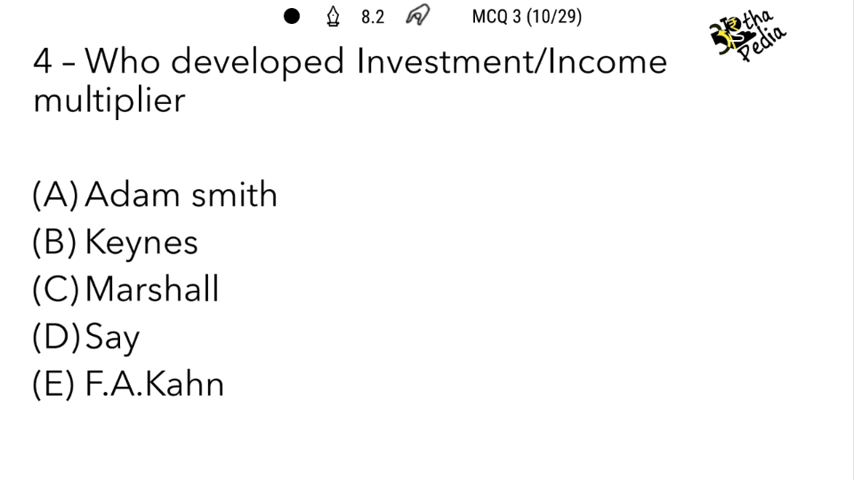 8.2 MCQ 3 (10/29)
4 – Who developed Investment/Income
multiplier
(A) Adam smith
(B) Keynes
(C) Marshall
(D) Say
(E) F.A.Kahn
tha
Pedia